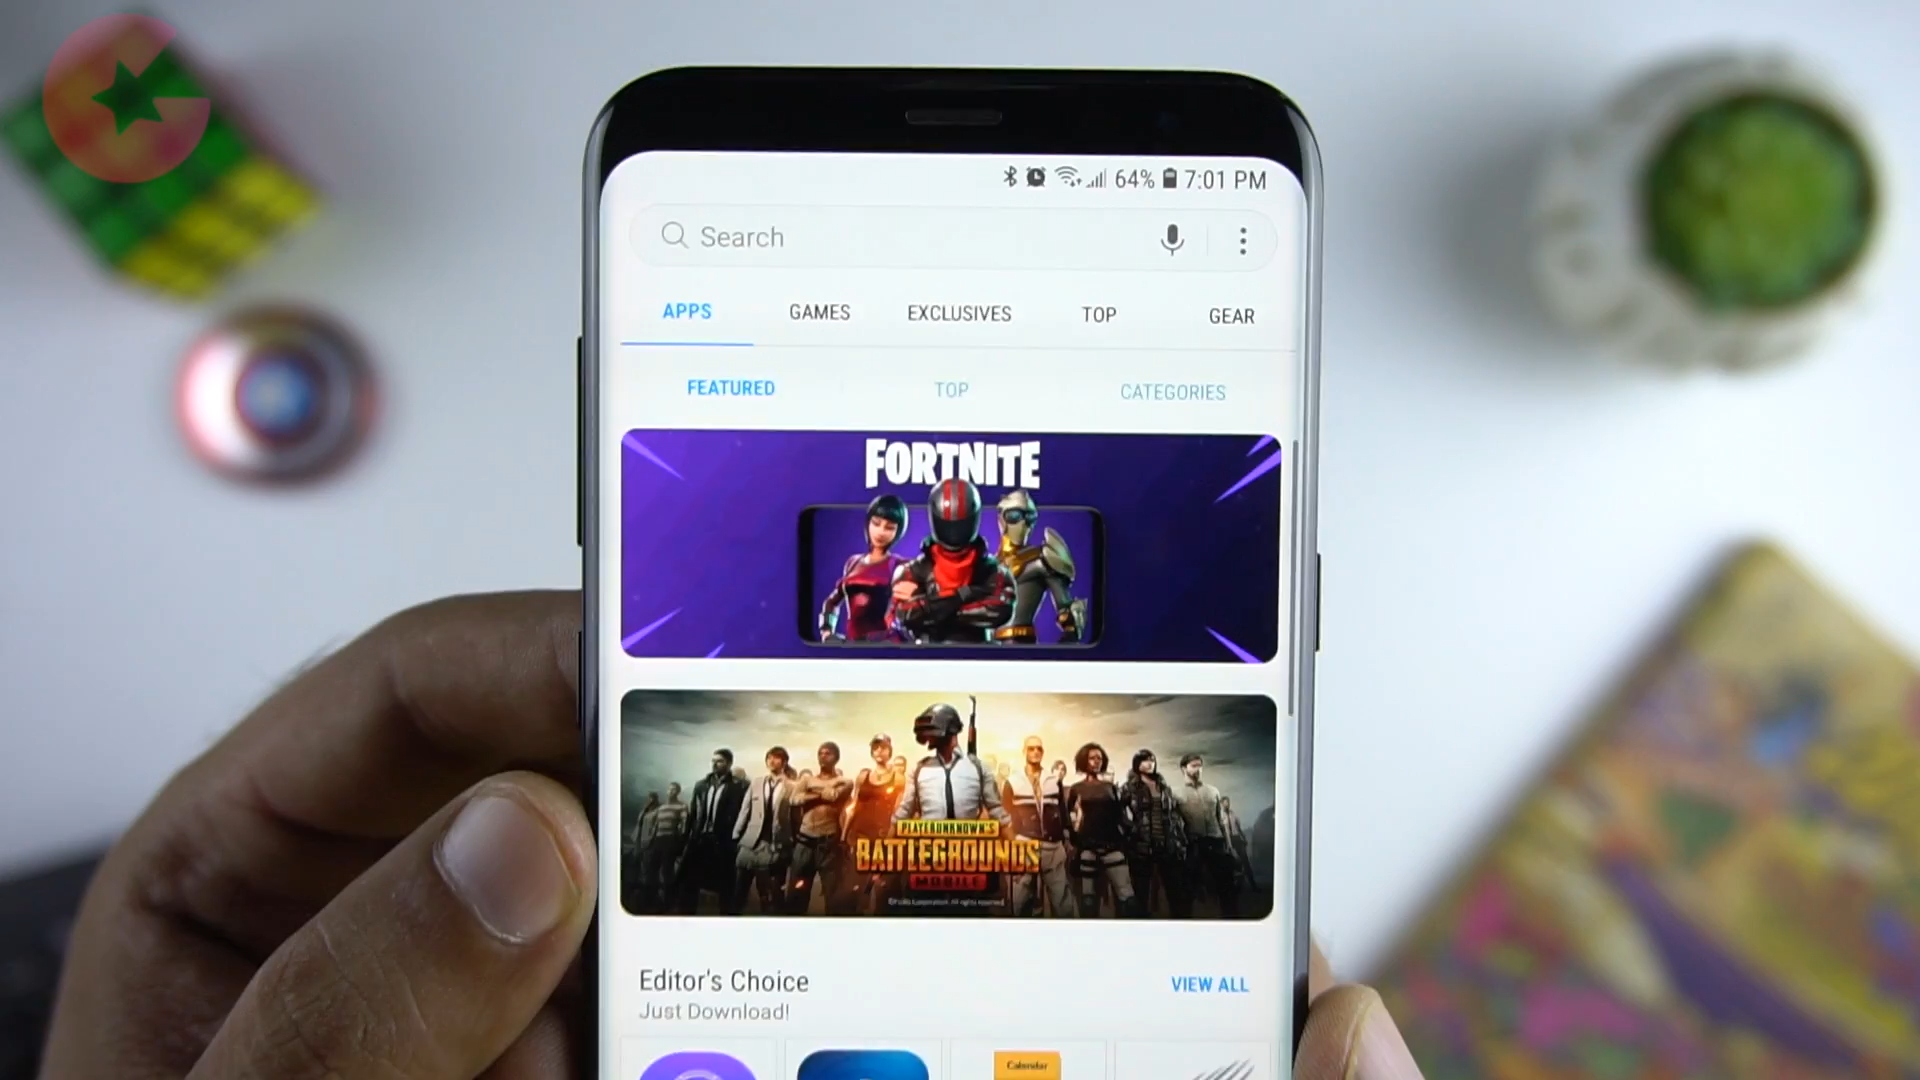 64% 7:01 PM
Search
APPS GAMES EXCLUSIVES TOP GEAR
FEATURED TOP CATEGORIES
FORTNITE
PLAYERUNKNOWN'S
BATTLEGROUNDS
MOBILE
Editor's Choice VIEW ALL
Just Download!
Calendar